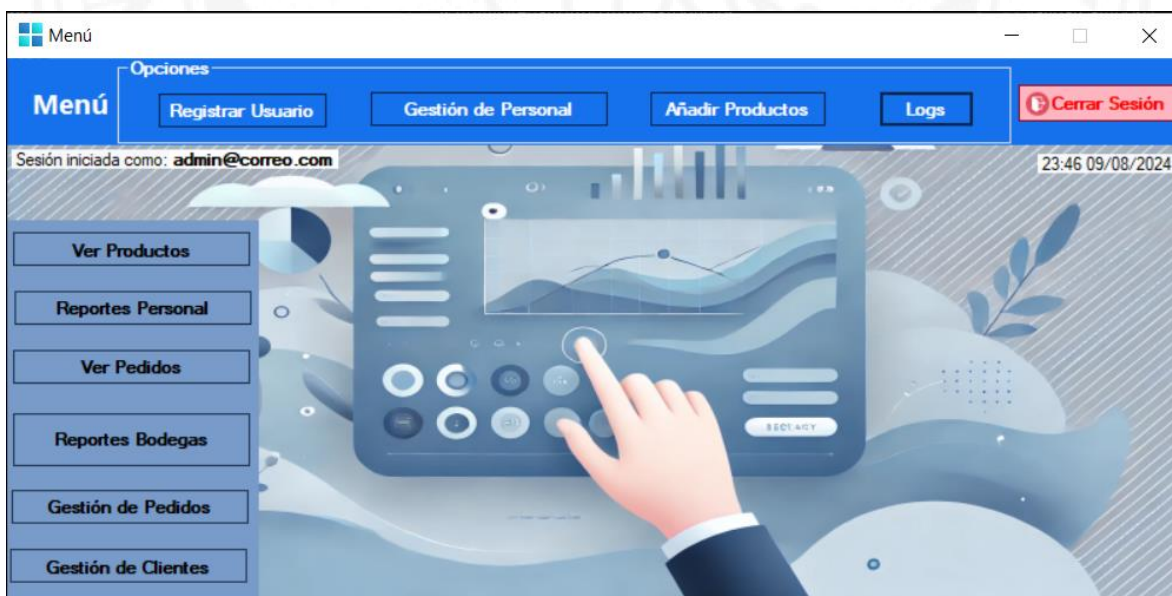 Menú
Opciones
Menú
Registrar Usuario
Gestión de Personal
Añadir Productos
Logs
Cerrar Sesión
Sesión iniciada como: admin@correo.com
23:46 09/08/2024
Ver Productos
Reportes Personal
Ver Pedidos
Reportes Bodegas
Gestión de Pedidos
Gestión de Clientes